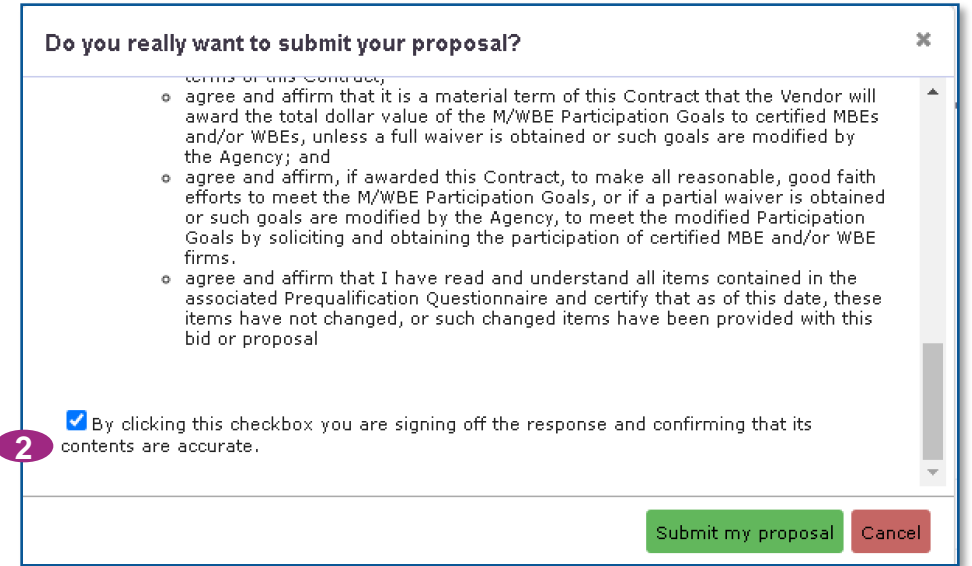 Do you really want to submit your proposal?
×
terms of this Contract;
agree and affirm that it is a material term of this Contract that the Vendor will
award the total dollar value of the M/WBE Participation Goals to certified MBEs
and/or WBEs, unless a full waiver is obtained or such goals are modified by
the Agency; and
agree and affirm, if awarded this Contract, to make all reasonable, good faith
efforts to meet the M/WBE Participation Goals, or if a partial waiver is obtained
or such goals are modified by the Agency, to meet the modified Participation
Goals by soliciting and obtaining the participation of certified MBE and/or WBE
firms.
agree and affirm that I have read and understand all items contained in the
associated Prequalification Questionnaire and certify that as of this date, these
items have not changed, or such changed items have been provided with this
bid or proposal
By clicking this checkbox you are signing off the response and confirming that its
2 contents are accurate.
Submit my proposal Cancel